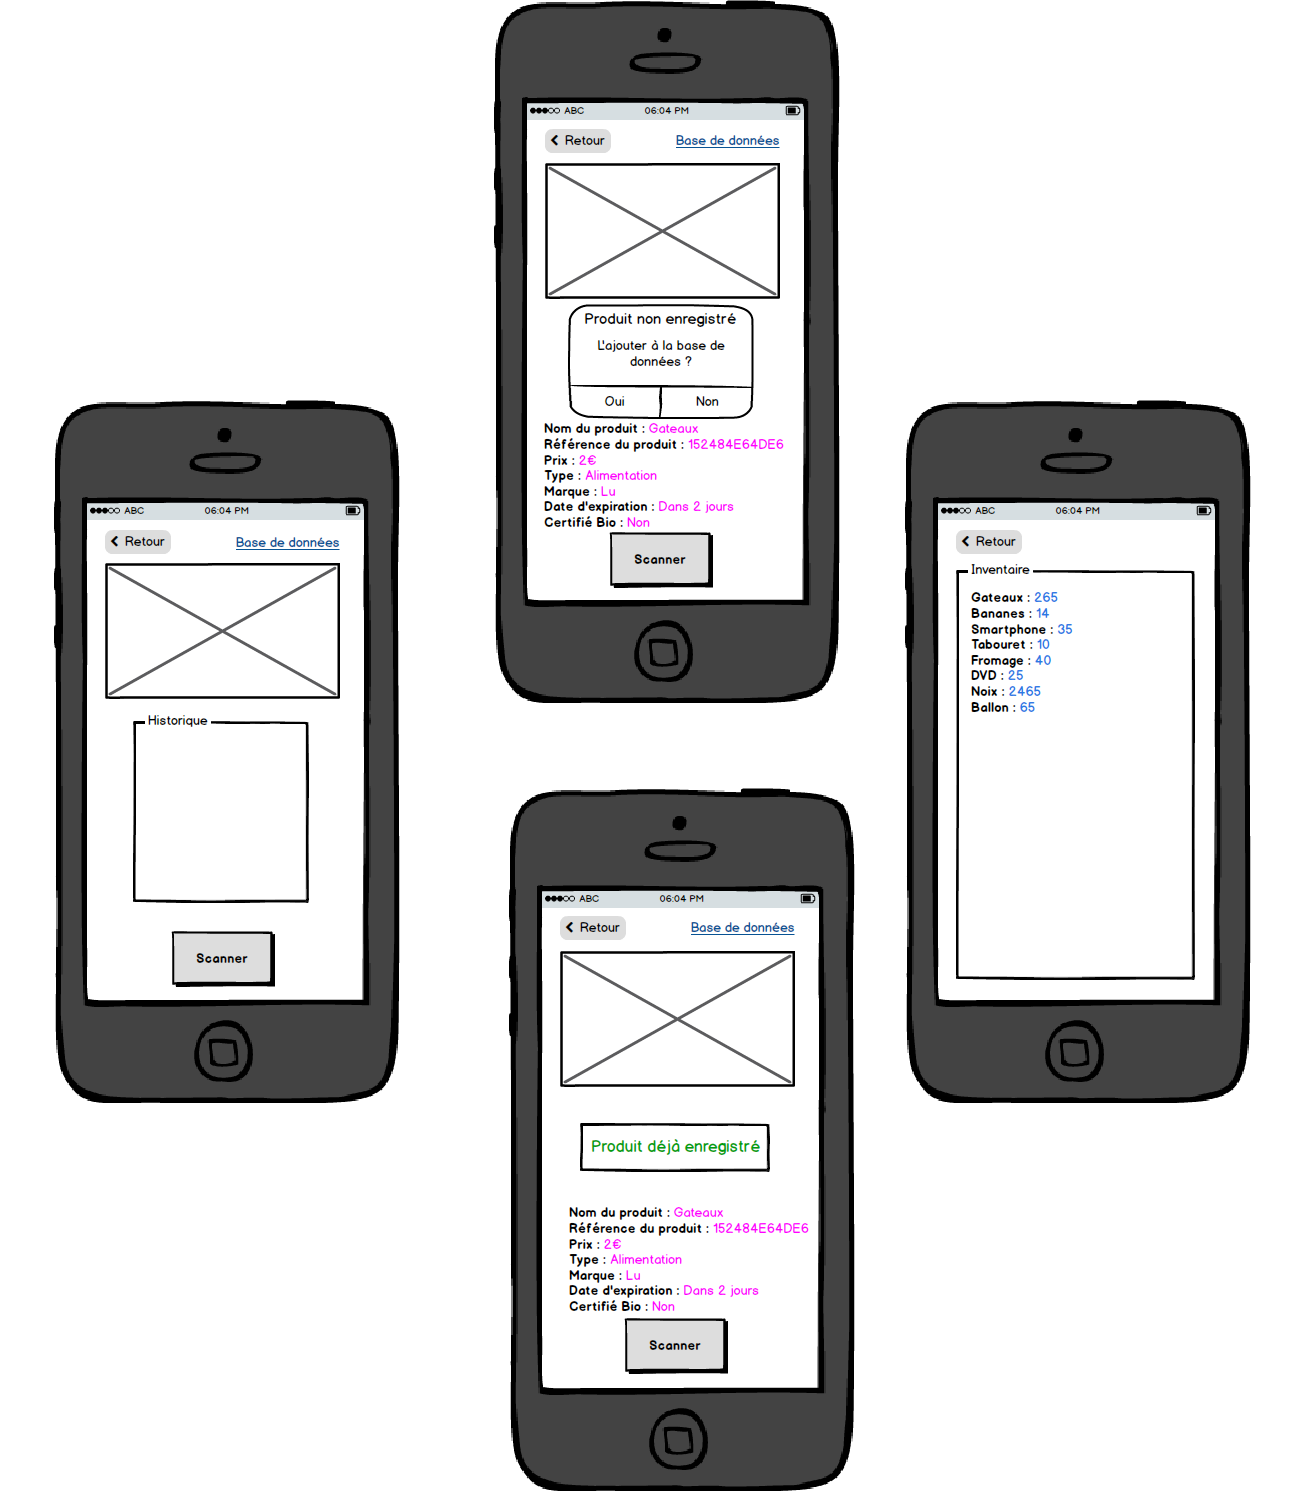 ABC 06:04 PM
Retour Base de données
Produit non enregistré
L'ajouter à la base de
données ?
Oui Non
Nom du produit : Gateaux
Référence du produit : 152484E64DE6
Prix : 2€
Type : Alimentation
Marque : Lu
Date d'expiration : Dans 2 jours
Certifié Bio : Non
Scanner
ABC 06:04 PM
Retour Base de données
Historique
Scanner
ABC 06:04 PM
Retour
Inventaire
Gateaux : 265
Bananes : 14
Smartphone : 35
Tabouret : 10
Fromage : 40
DVD : 25
Noix : 2465
Ballon : 65
ABC 06:04 PM
Retour Base de données
Produit déjà enregistré
Nom du produit : Gateaux
Référence du produit : 152484E64DE6
Prix : 2€
Type : Alimentation
Marque : Lu
Date d'expiration : Dans 2 jours
Certifié Bio : Non
Scanner